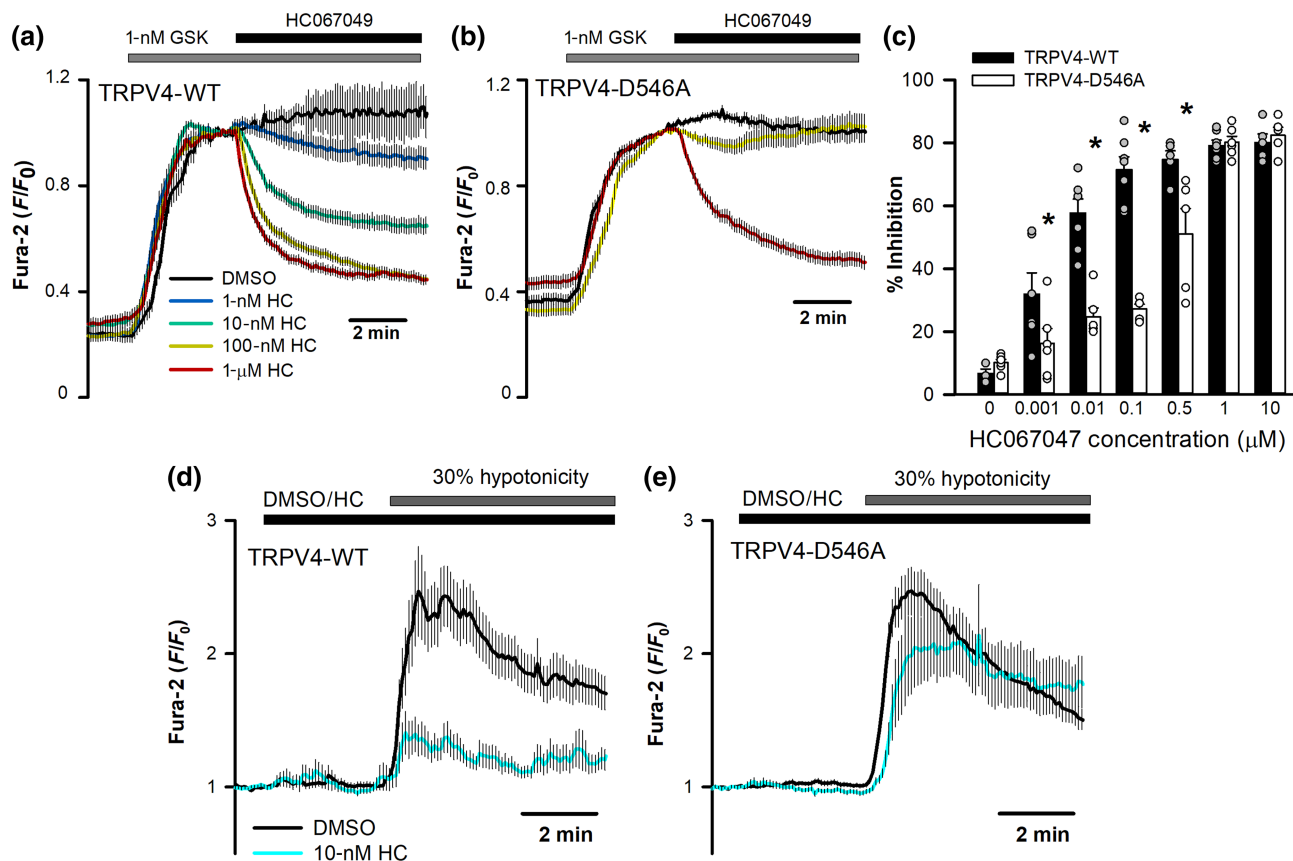 (a)
1-nM GSK
HC067049
TRPV4-WT
Fura-2 (F/F0)
1.2
0.8
0.4
0
DMSO
1-nM HC
10-nM HC
100-nM HC
1-μM HC
2 min
(b)
1-nM GSK
HC067049
TRPV4-D546A
Fura-2 (F/F0)
1.2
0.8
0.4
0
2 min
(c)
TRPV4-WT
TRPV4-D546A
% Inhibition
100
80
60
40
20
0
* * * *
0 0.001 0.01 0.1 0.5 1 10
HC067047 concentration (μM)
(d)
30% hypotonicity
DMSO/HC
TRPV4-WT
Fura-2 (F/F0)
3
2
1
DMSO
10-nM HC
2 min
(e)
30% hypotonicity
DMSO/HC
TRPV4-D546A
Fura-2 (F/F0)
3
2
1
2 min